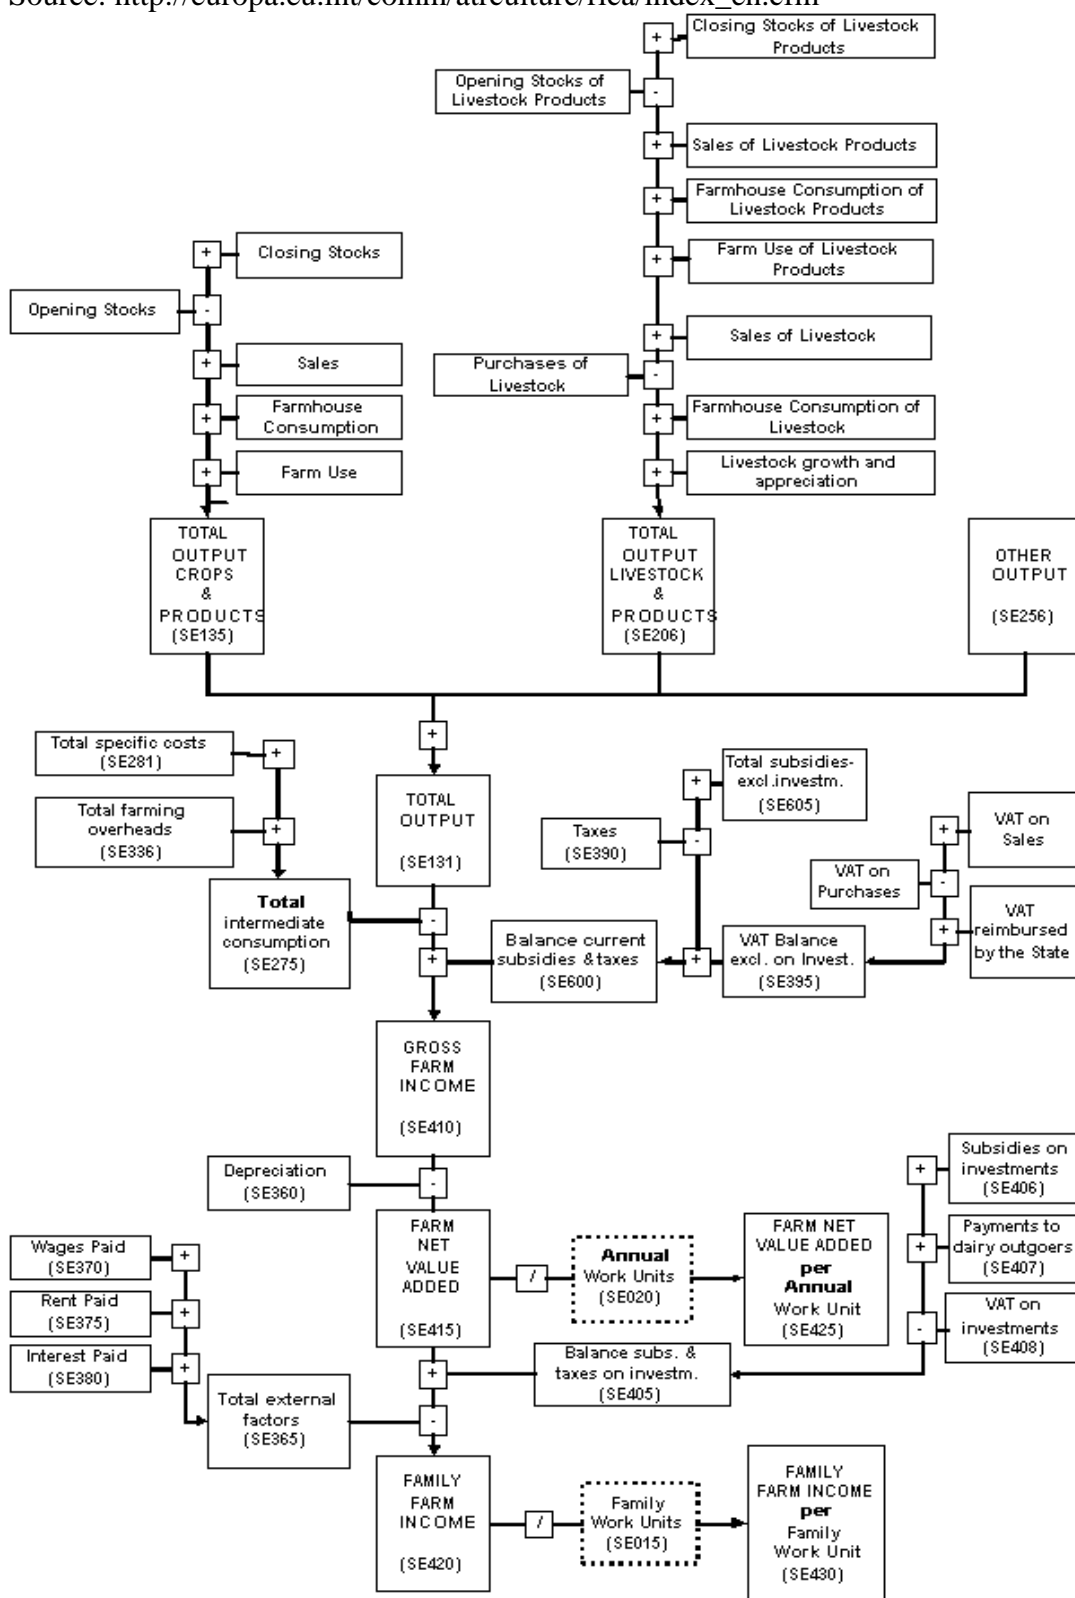 Source: http://europa.eu.int/comm/atrculture/rica/index_en.cfm
+
Closing Stocks of Livestock
Products
Opening Stocks of
Livestock Products
-
+
Sales of Livestock Products
+
Farmhouse Consumption of
Livestock Products
+
Farm Use of Livestock
Products
+
Closing Stocks
Opening Stocks
-
+
Sales of Livestock
+
Sales
Purchases of
Livestock
-
+
Farmhouse
Consumption
+
Farmhouse Consumption of
Livestock
+
Farm Use
+
Livestock growth and
appreciation
TOTAL
OUTPUT
CROPS
&
PRODUCTS
(SE135)
TOTAL
OUTPUT
LIVESTOCK
&
PRODUCTS
(SE206)
OTHER
OUTPUT
(SE256)
+
Total specific costs
(SE281)
+
Total farming
overheads
(SE336)
+
TOTAL
OUTPUT
(SE131)
+
Total subsidies-
excl.investm.
(SE605)
Taxes
(SE390)
-
+
VAT on
Sales
VAT on
Purchases
-
+
VAT
reimbursed
by the State
Total
intermediate
consumption
(SE275)
-
+
Balance current
subsidies & taxes
(SE600)
+
VAT Balance
excl. on Invest.
(SE395)
GROSS
FARM
INCOME
(SE410)
Depreciation
(SE360)
-
+
Subsidies on
investments
(SE406)
Wages Paid
(SE370)
+
Rent Paid
(SE375)
+
Interest Paid
(SE380)
+
FARM
NET
VALUE
ADDED
(SE415)
/
Annual
Work Units
(SE020)
FARM NET
VALUE ADDED
per
Annual
Work Unit
(SE425)
+
Payments to
dairy outgoers
(SE407)
-
VAT on
investments
(SE408)
+
Balance subs. &
taxes on investm.
(SE405)
Total external
factors
(SE365)
-
FAMILY
FARM
INCOME
(SE420)
/
Family
Work Units
(SE015)
FAMILY
FARM INCOME
per
Family
Work Unit
(SE430)